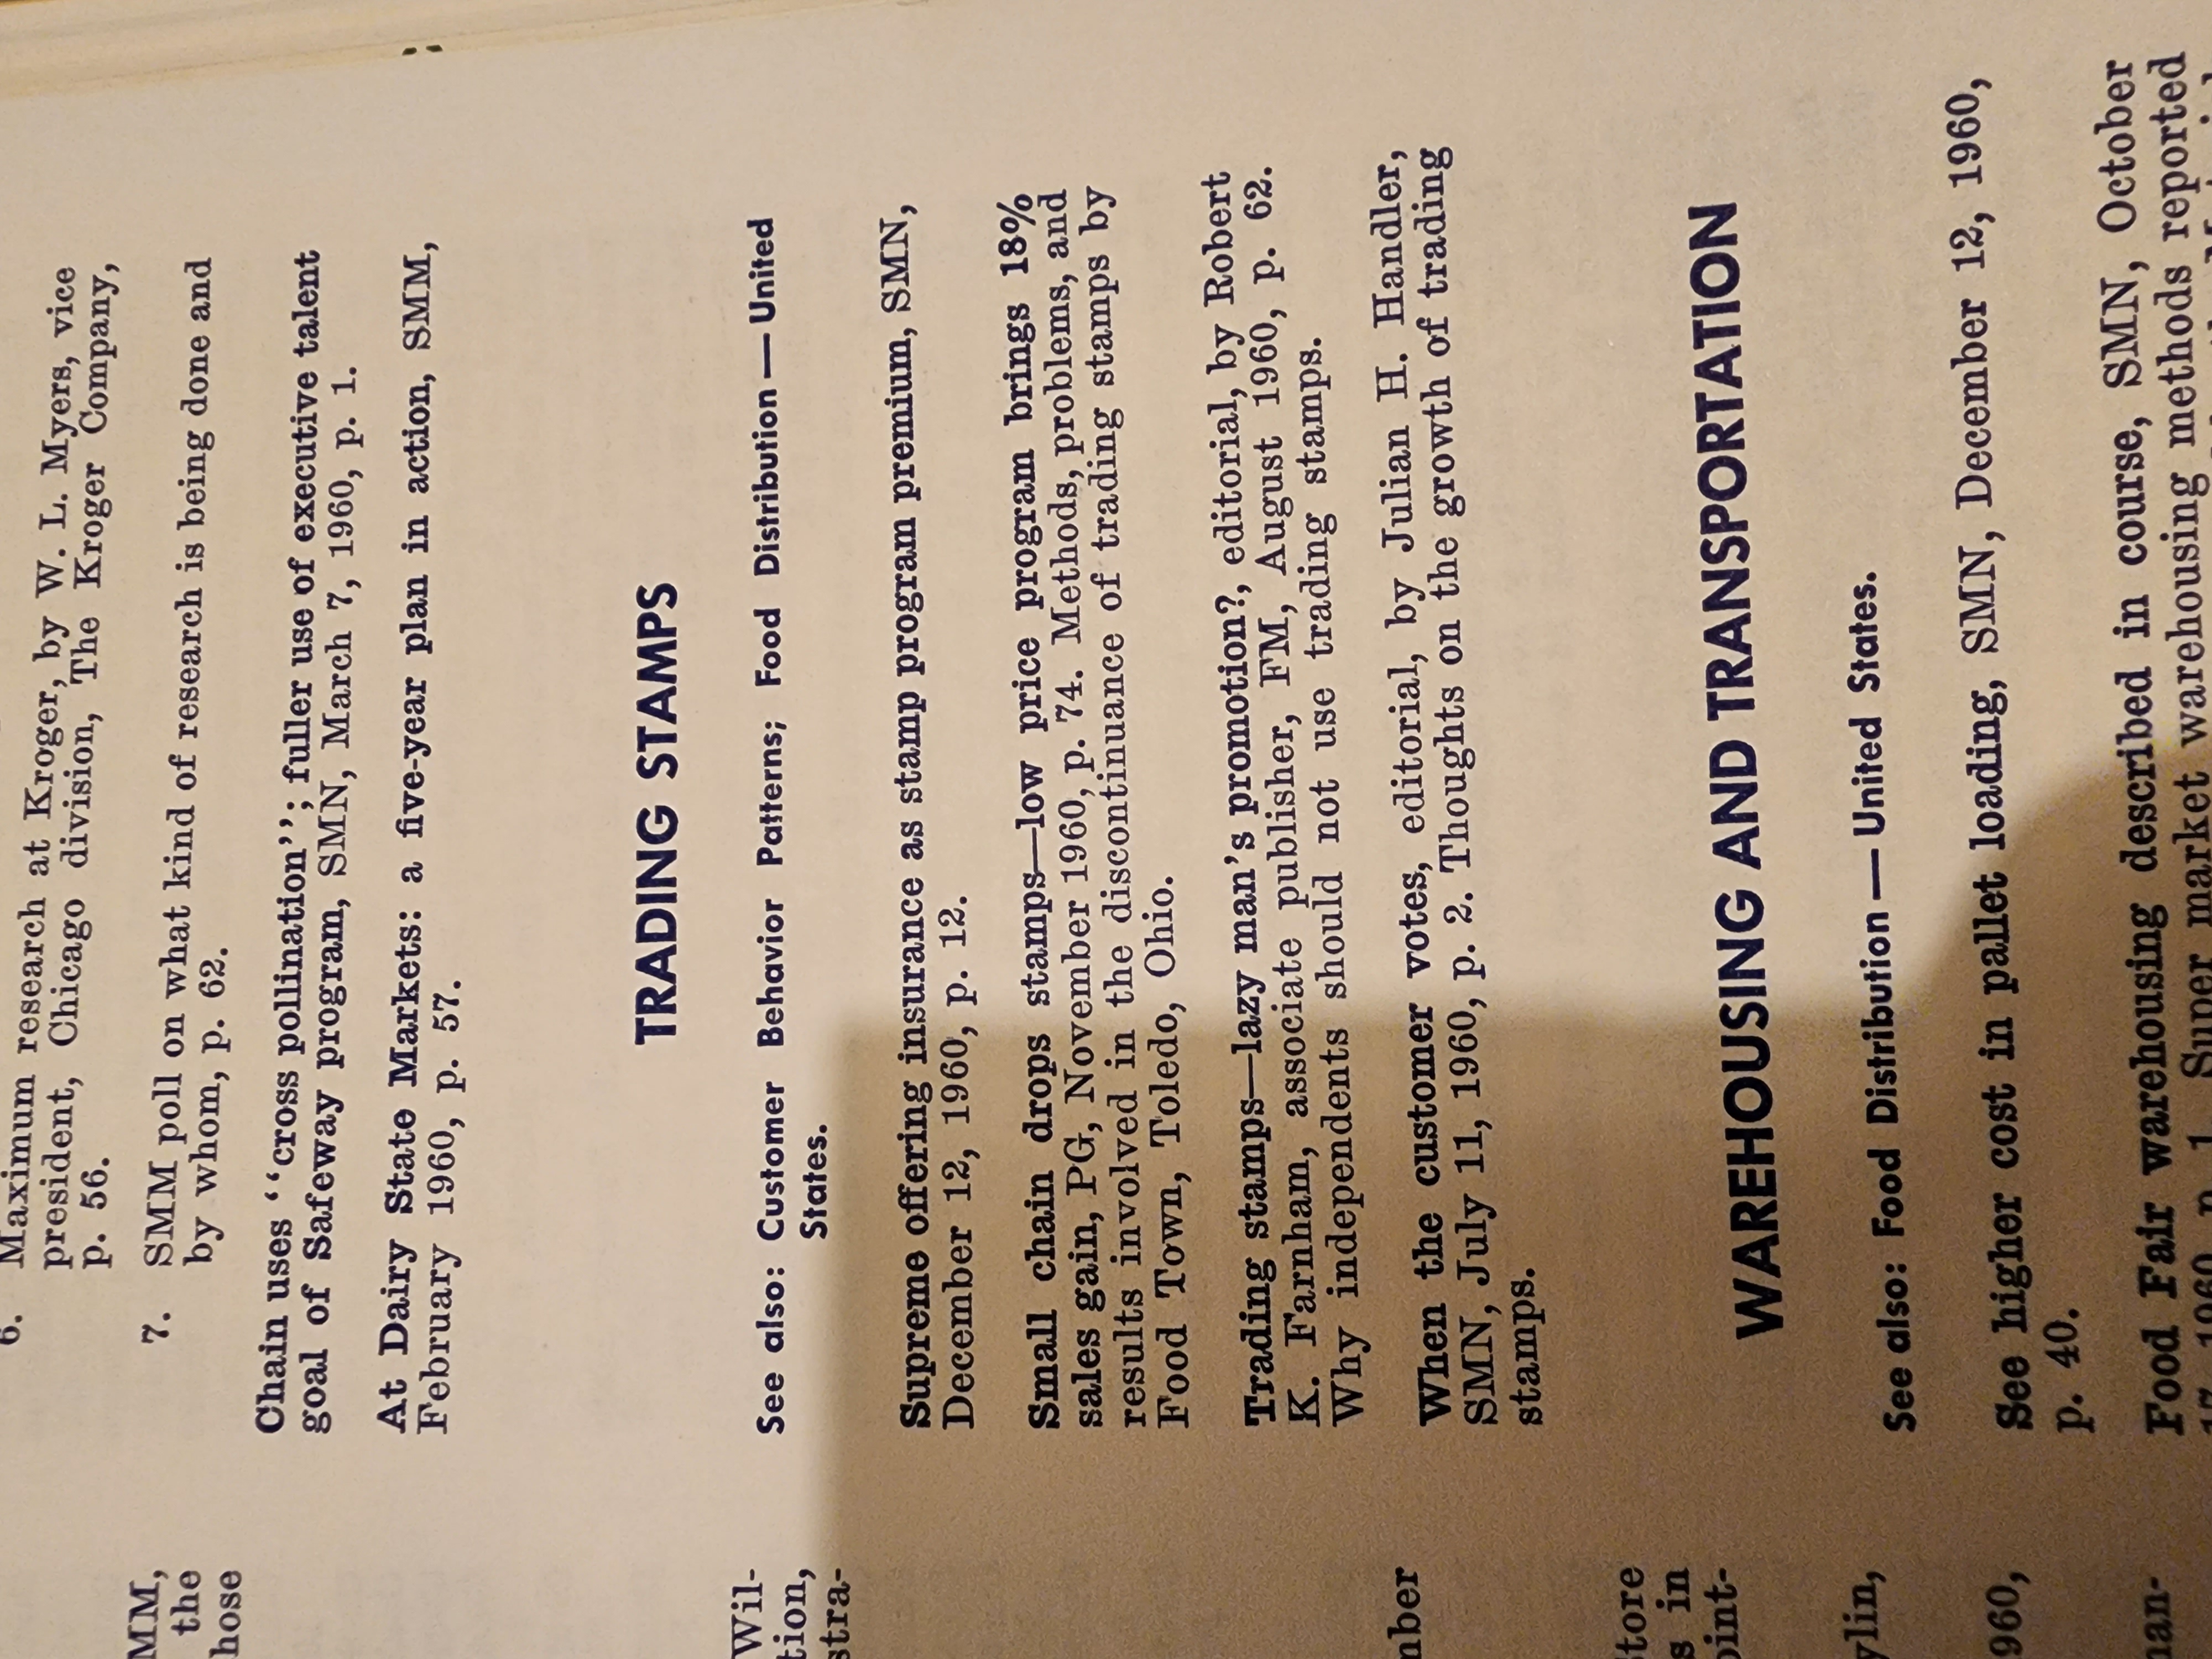 6. Maximum research at Kroger, by W. L. Myers, vice
president, Chicago division, The Kroger Company,
p. 56.
7. SMM poll on what kind of research is being done and
by whom, p. 62.
Chain uses ‘‘cross pollination’’; fuller use of executive talent
goal of Safeway program, SMN, March 7, 1960, p. 1.
At Dairy State Markets: a five-year plan in action, SMM,
February 1960, p. 57.
TRADING STAMPS
See also: Customer Behavior Patterns; Food Distribution — United
States.
Supreme offering insurance as stamp program premium, SMN,
December 12, 1960, p. 12.
Small chain drops stamps—low price program brings 18%
sales gain, PG, November 1960, p. 74. Methods, problems, and
results involved in the discontinuance of trading stamps by
Food Town, Toledo, Ohio.
Trading stamps—lazy man's promotion?, editorial, by Robert
K. Farnham, associate publisher, FM, August 1960, p. 62.
Why independents should not use trading stamps.
When the customer votes, editorial, by Julian H. Handler,
SMN, July 11, 1960, p. 2. Thoughts on the growth of trading
stamps.
WAREHOUSING AND TRANSPORTATION
See also: Food Distribution — United States.
See higher cost in pallet loading, SMN, December 12, 1960,
p. 40.
Food Fair warehousing described in course, SMN, October
17, 1960, p. 1. Super market warehousing methods reported
MM,
the
hose
Wil-
tion,
stra-
mber
tore
s in
oint-
ylin,
960,
nan-